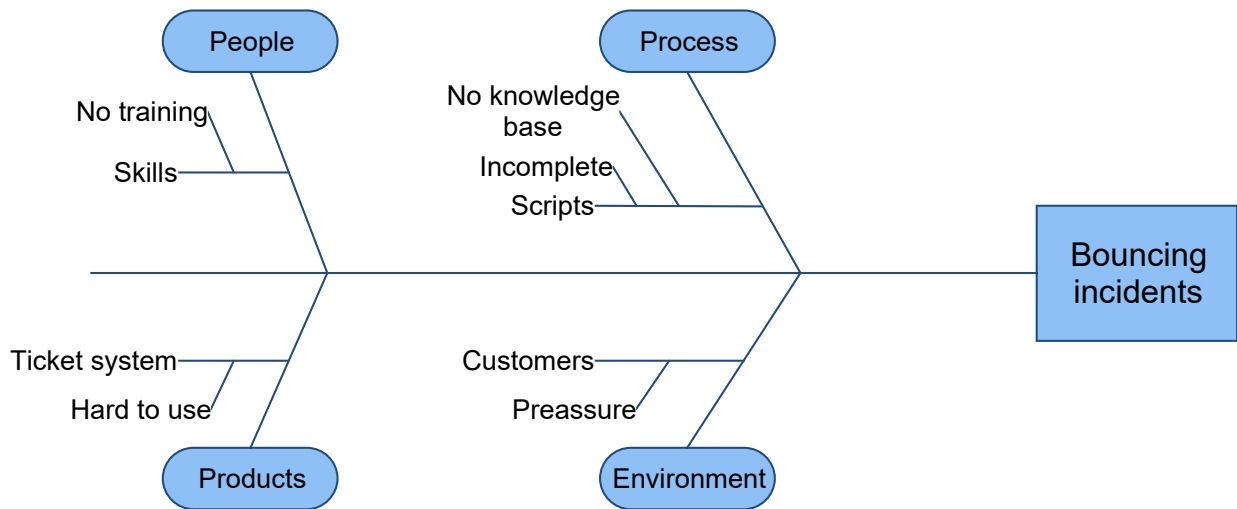 People
Process
No training
Skills
No knowledge
base
Incomplete
Scripts
Bouncing
incidents
Ticket system
Hard to use
Customers
Preassure
Products
Environment